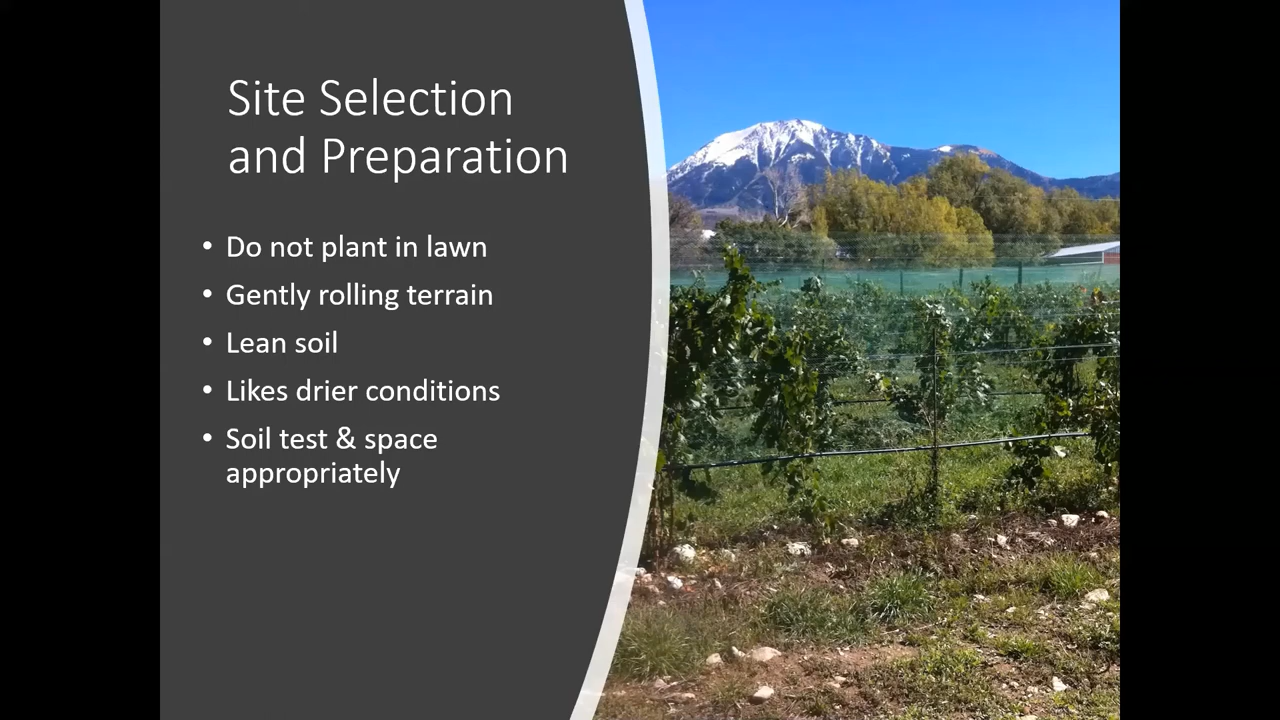 Site Selection
and Preparation
• Do not plant in lawn
• Gently rolling terrain
• Lean soil
• Likes drier conditions
• Soil test & space
appropriately